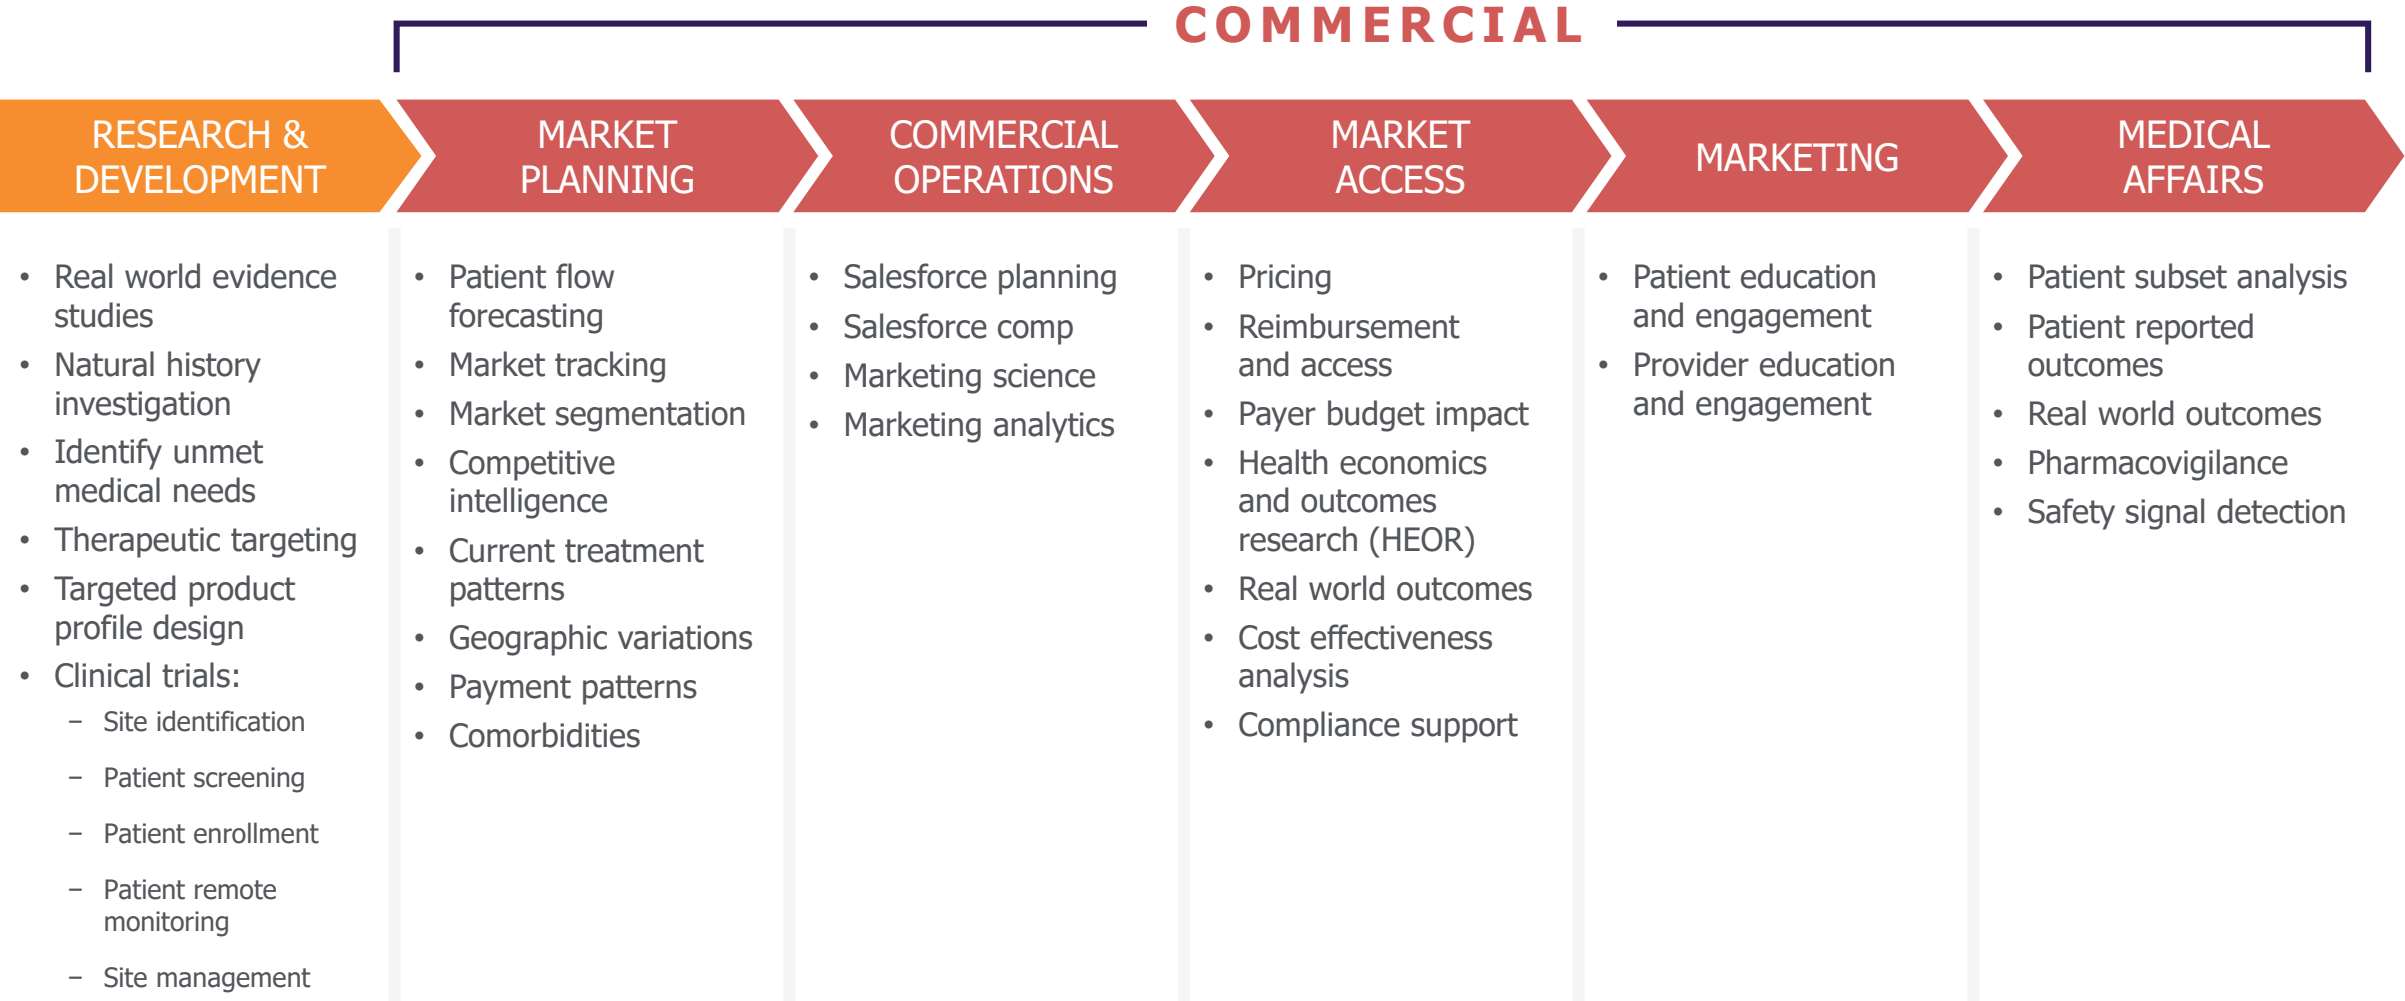 COMMERCIAL
RESEARCH &
DEVELOPMENT
MARKET
PLANNING
COMMERCIAL
OPERATIONS
MARKET
ACCESS
MARKETING
MEDICAL
AFFAIRS
• Real world evidence
studies
• Natural history
investigation
• Identify unmet
medical needs
• Therapeutic targeting
• Targeted product
profile design
• Clinical trials:
– Site identification
– Patient screening
– Patient enrollment
– Patient remote
monitoring
– Site management
• Patient flow
forecasting
• Market tracking
• Market segmentation
• Competitive
intelligence
• Current treatment
patterns
• Geographic variations
• Payment patterns
• Comorbidities
• Salesforce planning
• Salesforce comp
• Marketing science
• Marketing analytics
• Pricing
• Reimbursement
and access
• Payer budget impact
• Health economics
and outcomes
research (HEOR)
• Real world outcomes
• Cost effectiveness
analysis
• Compliance support
• Patient education
and engagement
• Provider education
and engagement
• Patient subset analysis
• Patient reported
outcomes
• Real world outcomes
• Pharmacovigilance
• Safety signal detection